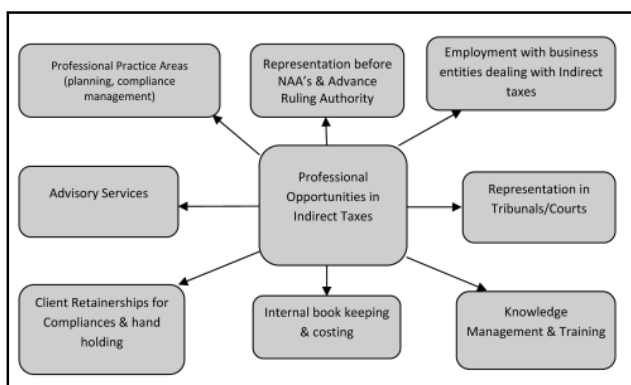 Professional Practice Areas
(planning, compliance
management)
Representation before
NAA's & Advance
Ruling Authority
Employment with business
entities dealing with Indirect
taxes
Advisory Services
Professional
Opportunities in
Indirect Taxes
Representation in
Tribunals/Courts
Client Retainerships for
Compliances & hand
holding
Internal book keeping
& costing
Knowledge
Management & Training